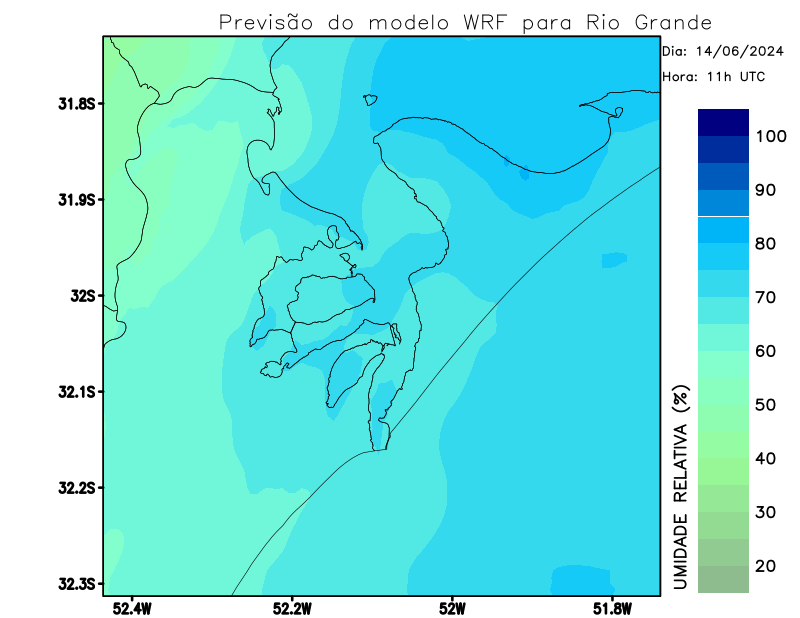 Previsão do modelo WRF para Rio Grande
Dia: 14/06/2024
Hora: 11h UTC
31.8S
31.9S
32S
32.1S
32.2S
32.3S
52.4W
52.2W
52W
51.8W
100
90
80
70
60
50
40
30
20
UMIDADE RELATIVA (%)